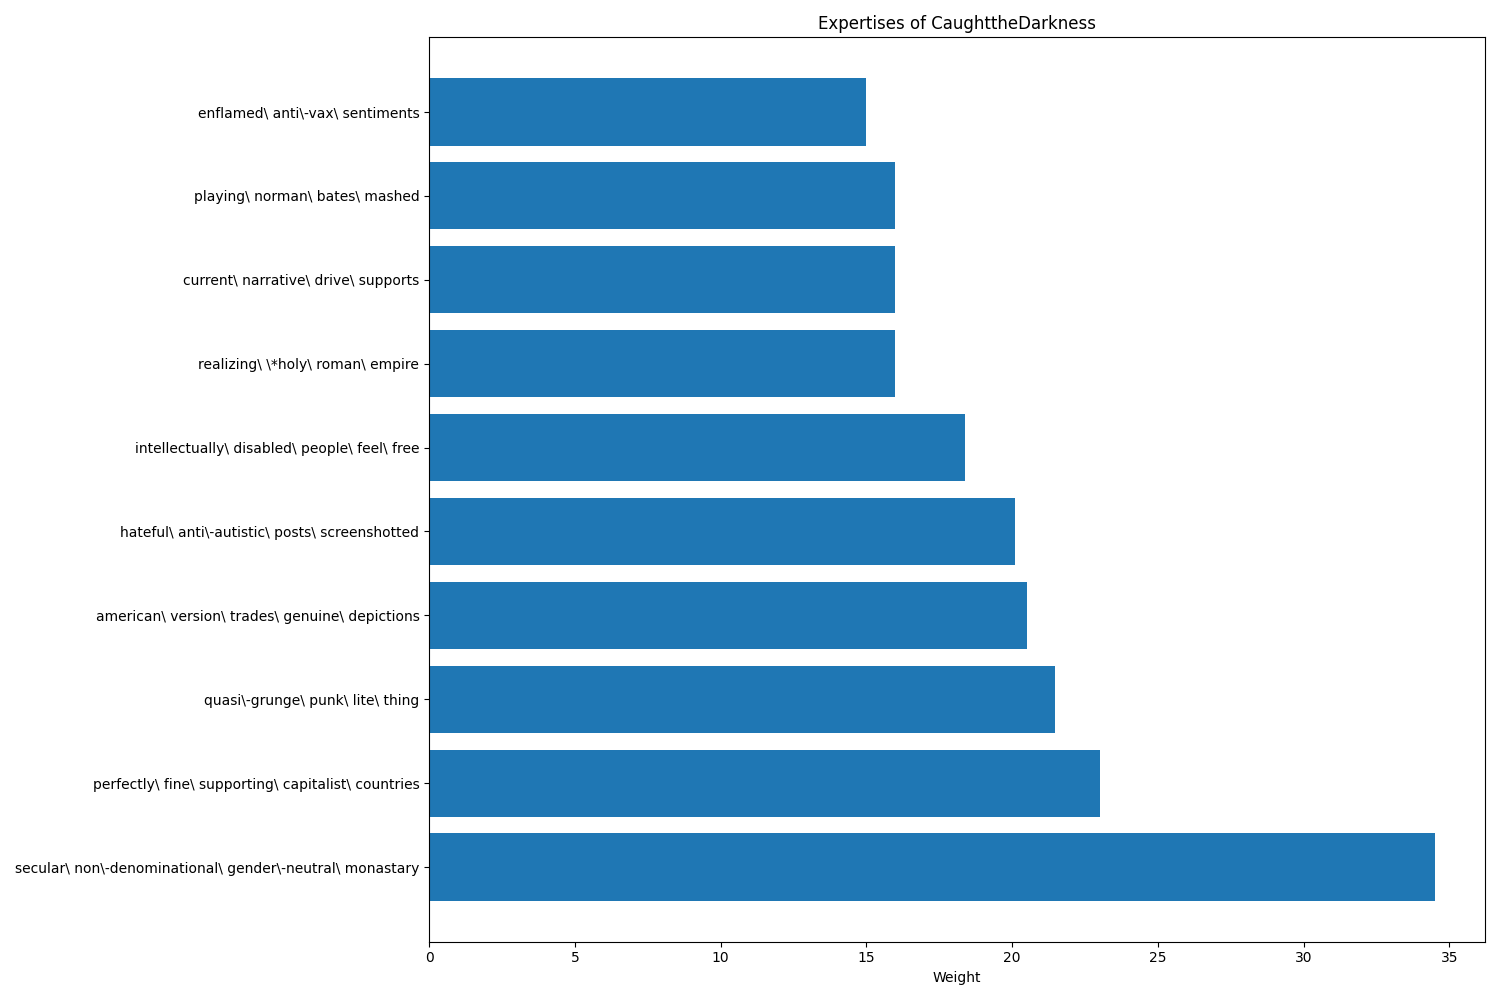 Expertises of CaughttheDarkness
enflamed\ anti\-vax\ sentiments
playing\ norman\ bates\ mashed
current\ narrative\ drive\ supports
realizing\ \*holy\ roman\ empire
intellectually\ disabled\ people\ feel\ free
hateful\ anti\-autistic\ posts\ screenshotted
american\ version\ trades\ genuine\ depictions
quasi\-grunge\ punk\ lite\ thing
perfectly\ fine\ supporting\ capitalist\ countries
secular\ non\-denominational\ gender\-neutral\ monastary
0 5 10 15 20 25 30 35
Weight